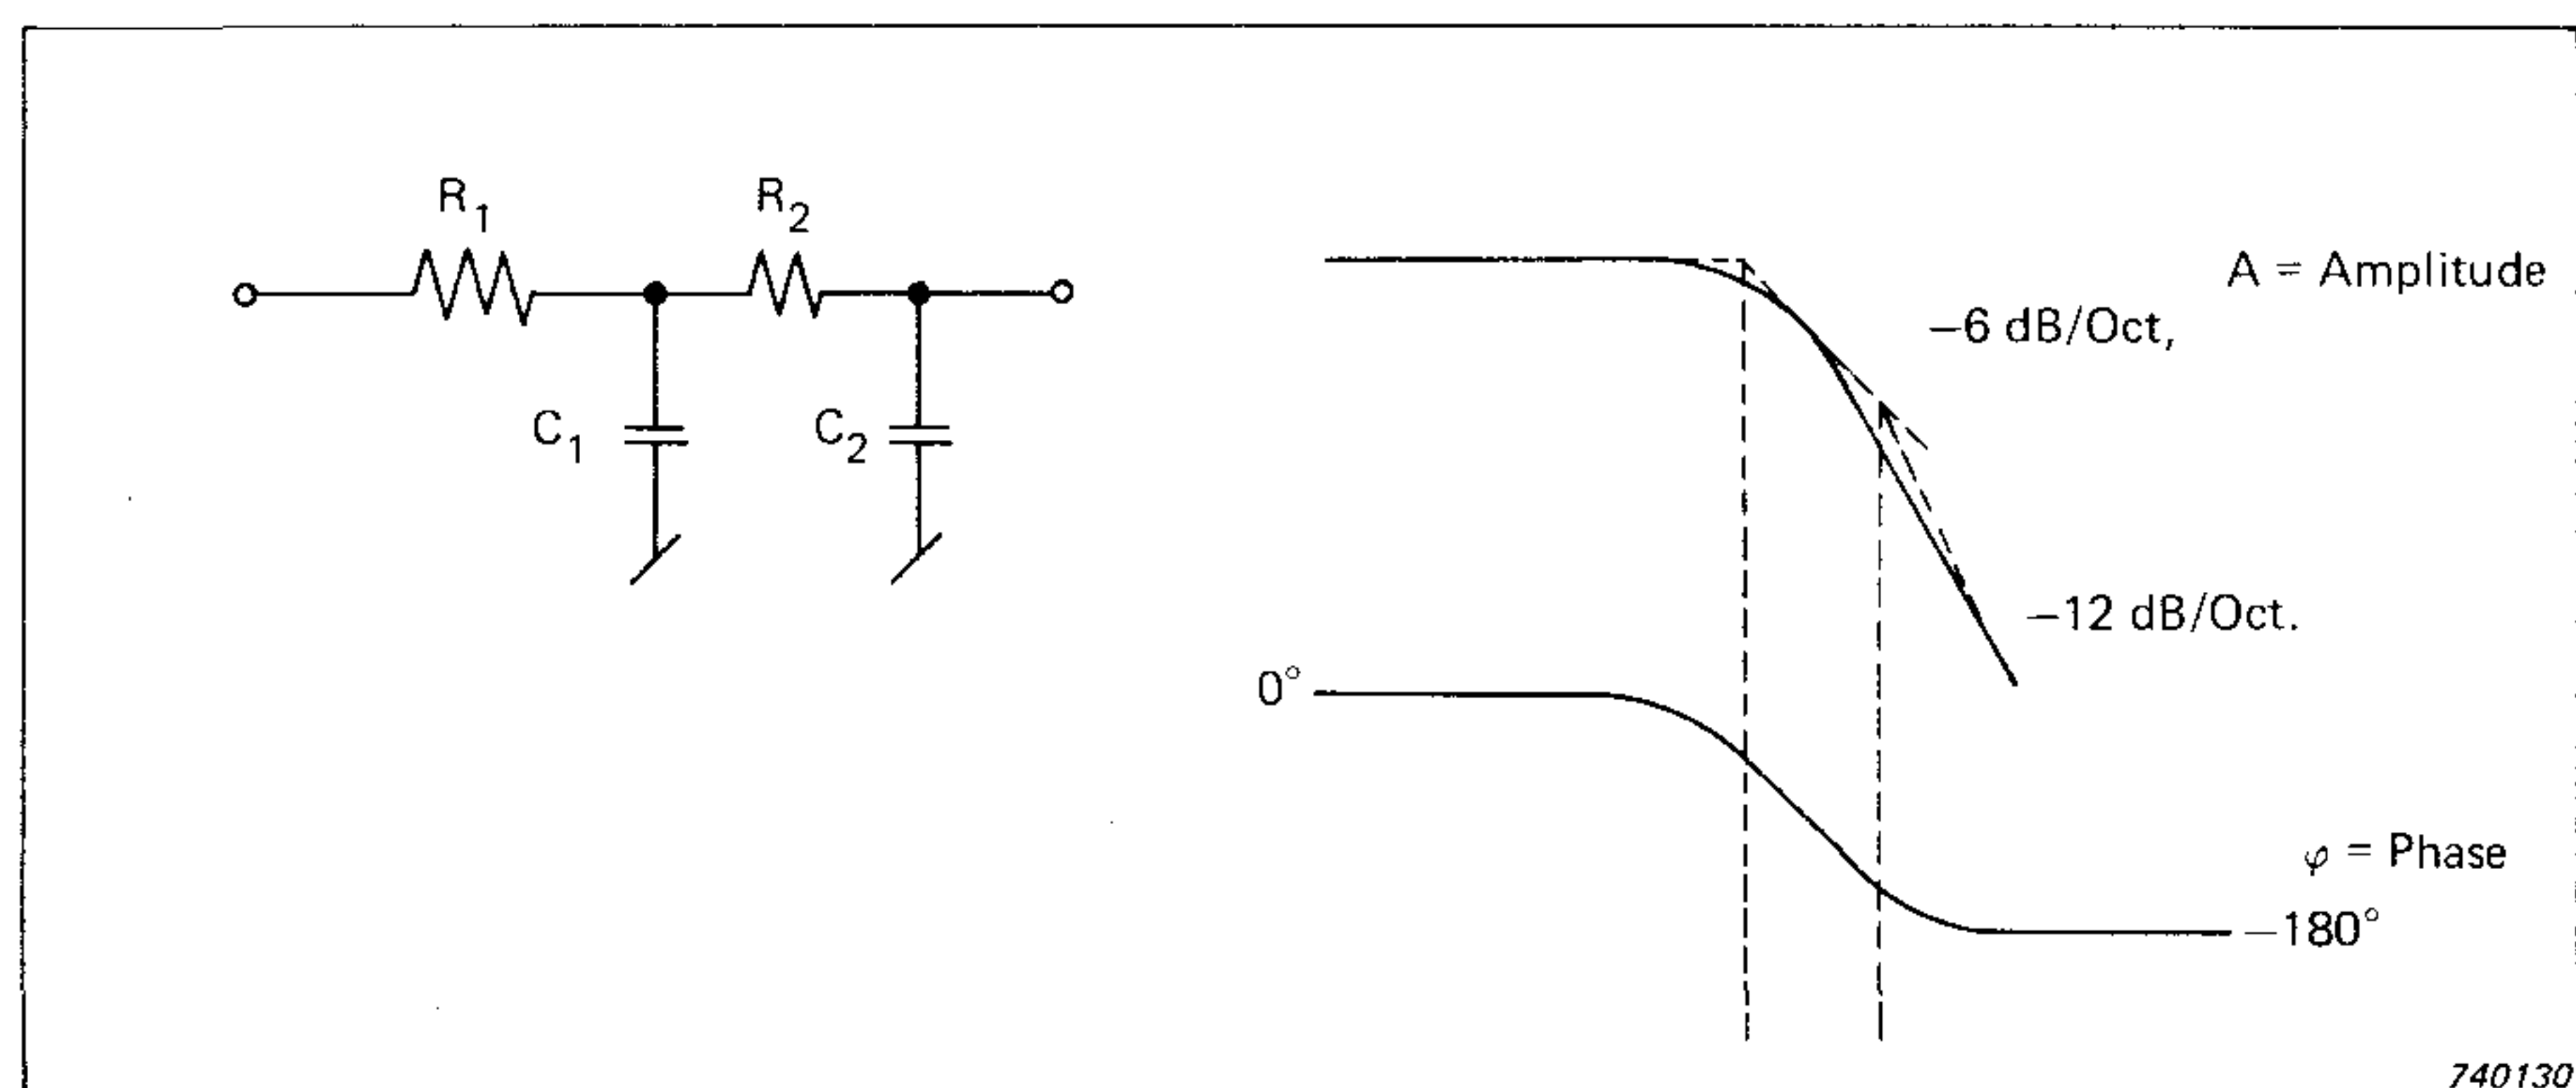 R1
R2
C1
C2
A = Amplitude
–6 dB/Oct,
–12 dB/Oct.
0°
φ = Phase
–180°
740130